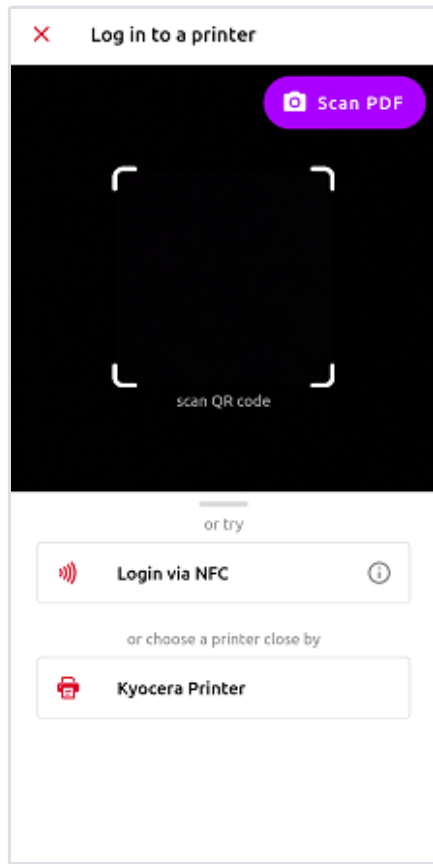 Log in to a printer
Scan PDF
scan QR code
or try
Login via NFC
or choose a printer close by
Kyocera Printer